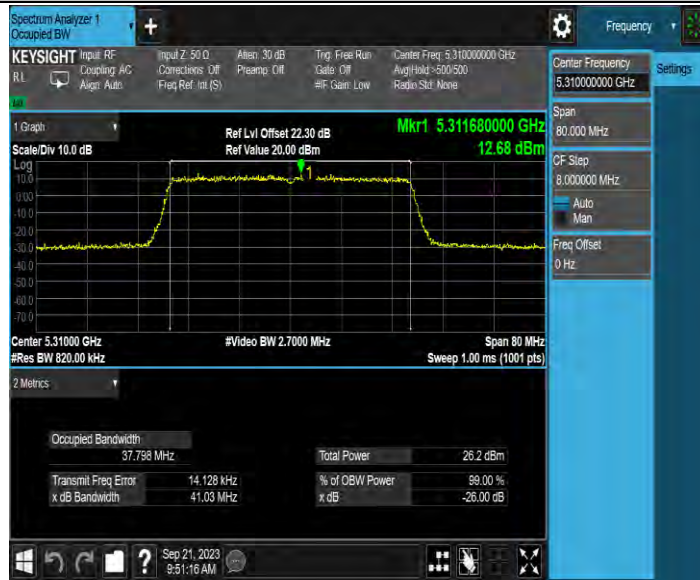 Spectrum Analyzer 1
Occupied BW
+
Frequency
KEYSIGHT
RL
Input: RF
Coupling: AC
Align: Auto
Input Z: 50 Ω
Corrections: Off
Freq Ref: Int (S)
Atten: 30 dB
Preamp: Off
Trig: Free Run
Gate: Off
#IF Gain: Low
Center Freq: 5.310000000 GHz
Avg|Hold: >500/500
Radio Std: None
1 Graph
Scale/Div 10.0 dB
Ref Lvl Offset 22.30 dB
Ref Value 20.00 dBm
Mkr1 5.311680000 GHz
12.68 dBm
Log
10.0
0.00
-10.0
-20.0
-30.0
-40.0
-50.0
-60.0
-70.0
1
Center 5.31000 GHz
#Res BW 820.00 kHz
#Video BW 2.7000 MHz
Span 80 MHz
Sweep 1.00 ms (1001 pts)
2 Metrics
Occupied Bandwidth
37.798 MHz
Total Power 26.2 dBm
Transmit Freq Error 14.128 kHz
% of OBW Power 99.00 %
x dB Bandwidth 41.03 MHz
x dB -26.00 dB
Center Frequency
5.310000000 GHz
Settings
Span
80.000 MHz
CF Step
8.000000 MHz
Auto
Man
Freq Offset
0 Hz
?
Sep 21, 2023
9:51:16 AM